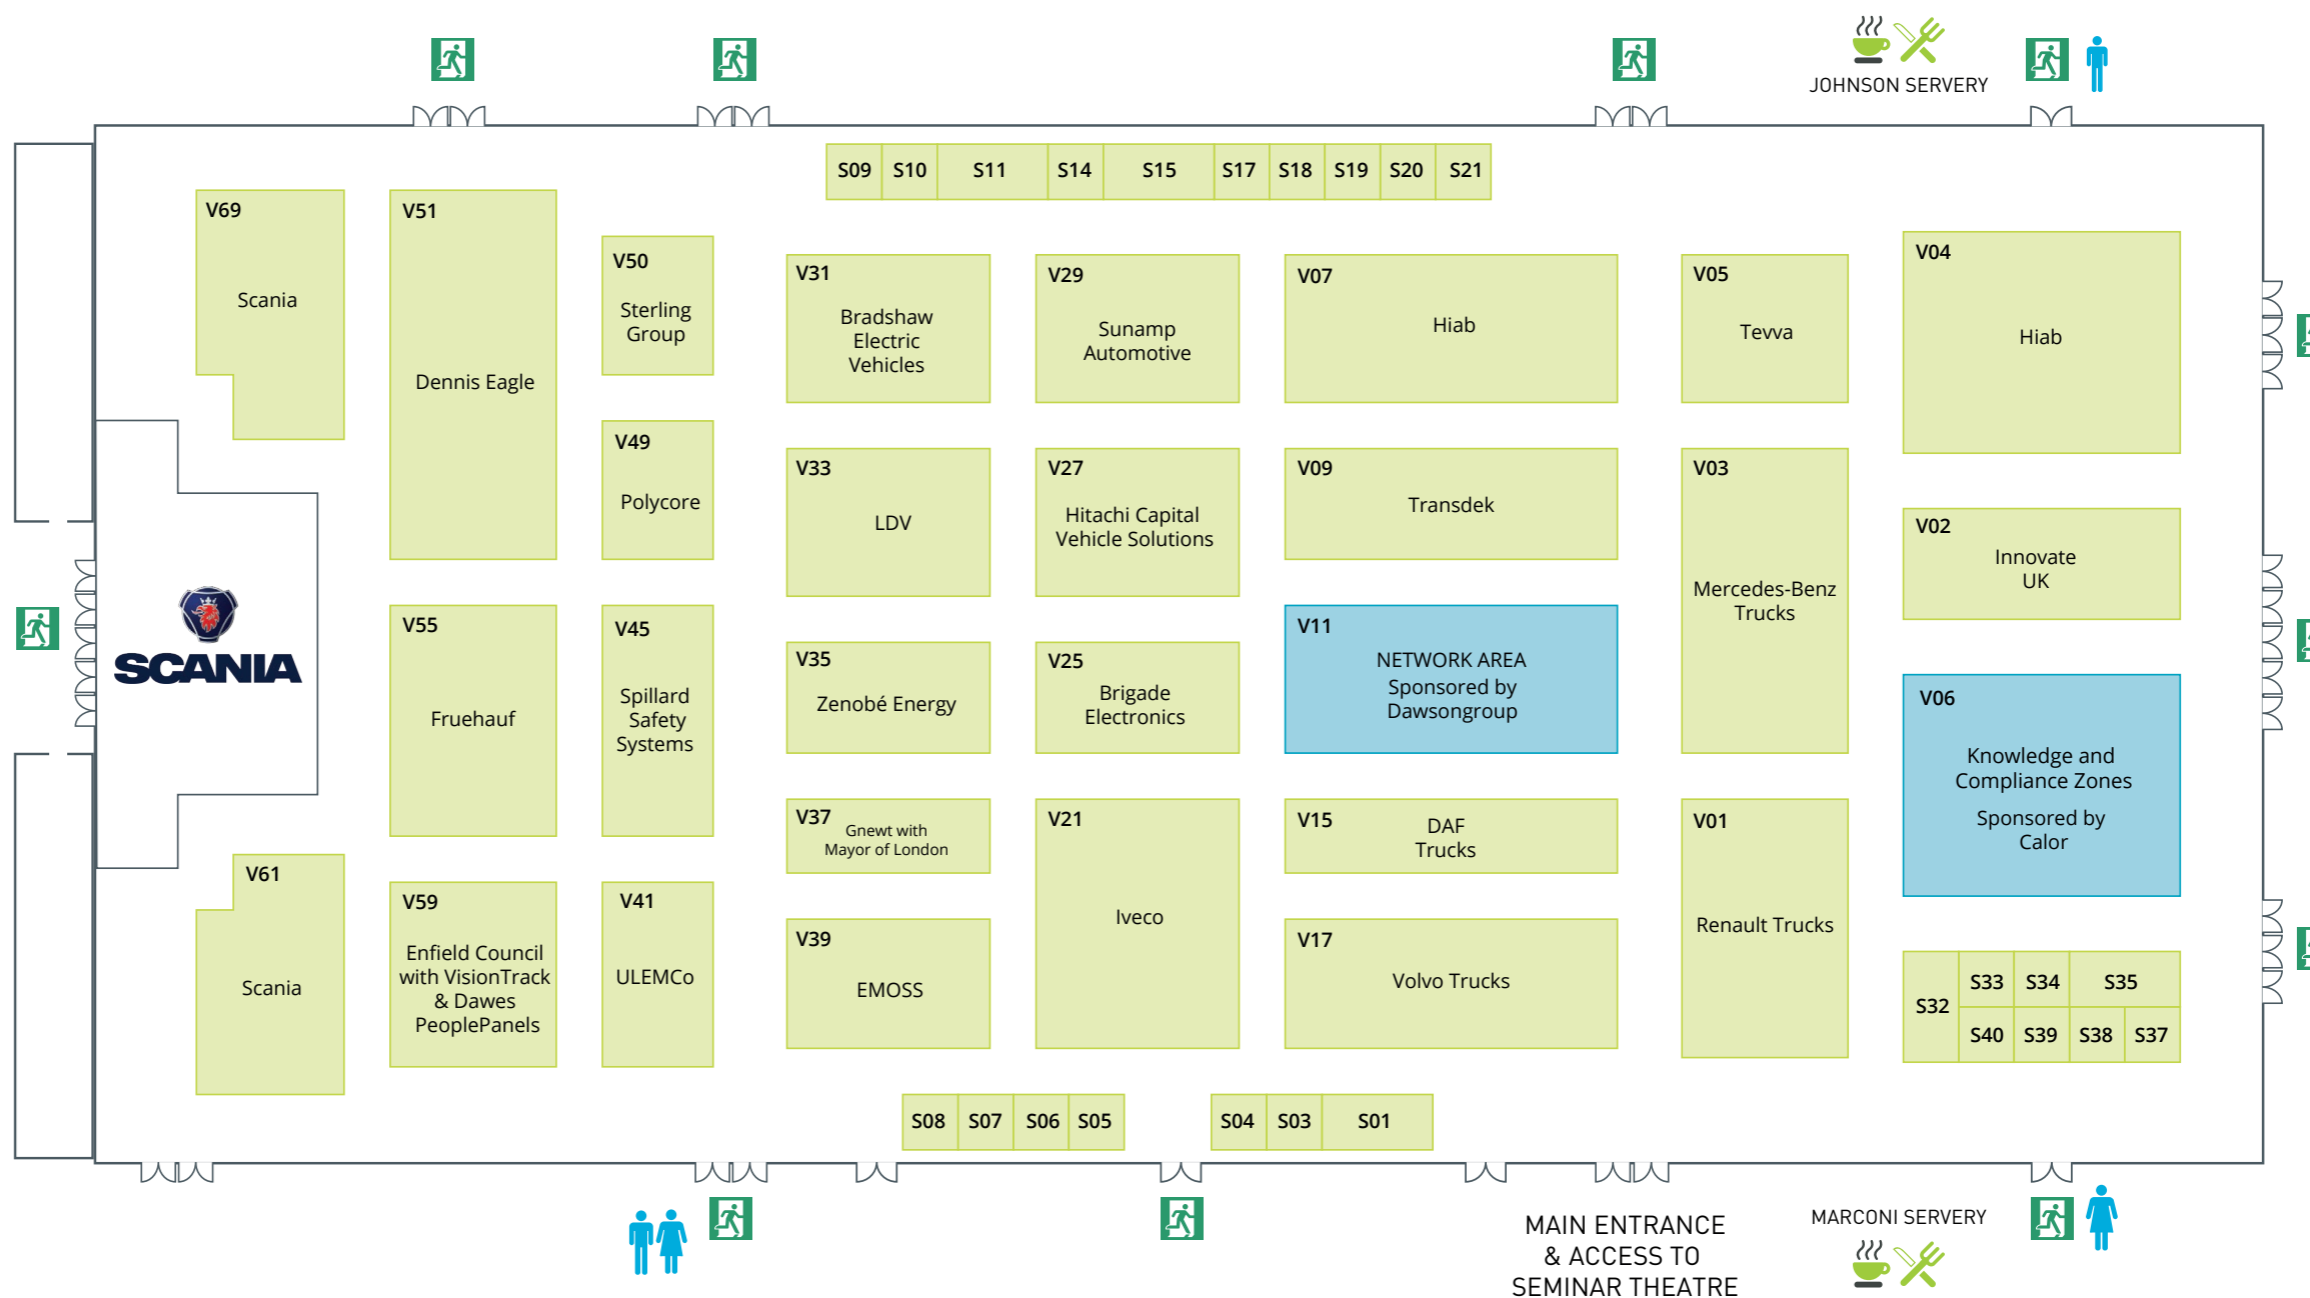 JOHNSON SERVERY
S09 S10 S11 S14 S15 S17 S18 S19 S20 S21
V69
Scania
V51
Dennis Eagle
V50
Sterling
Group
V31
Bradshaw
Electric
Vehicles
V29
Sunamp
Automotive
V07
Hiab
V05
Tevva
V04
Hiab
V49
Polycore
V33
LDV
V27
Hitachi Capital
Vehicle Solutions
V09
Transdek
V03
Mercedes-Benz
Trucks
V02
Innovate
UK
SCANIA
V55
Fruehauf
V45
Spillard
Safety
Systems
V35
Zenobé Energy
V25
Brigade
Electronics
V11
NETWORK AREA
Sponsored by
Dawsongroup
V06
Knowledge and
Compliance Zones
Sponsored by
Calor
V37
Gnewt with
Mayor of London
V21
Iveco
V15
DAF
Trucks
V01
Renault Trucks
V61
Scania
V59
Enfield Council
with VisionTrack
& Dawes
PeoplePanels
V41
ULEMCo
V39
EMOSS
V17
Volvo Trucks
S32
S33 S34 S35
S40 S39 S38 S37
S08 S07 S06 S05
S04 S03 S01
MAIN ENTRANCE
& ACCESS TO
SEMINAR THEATRE
MARCONI SERVERY